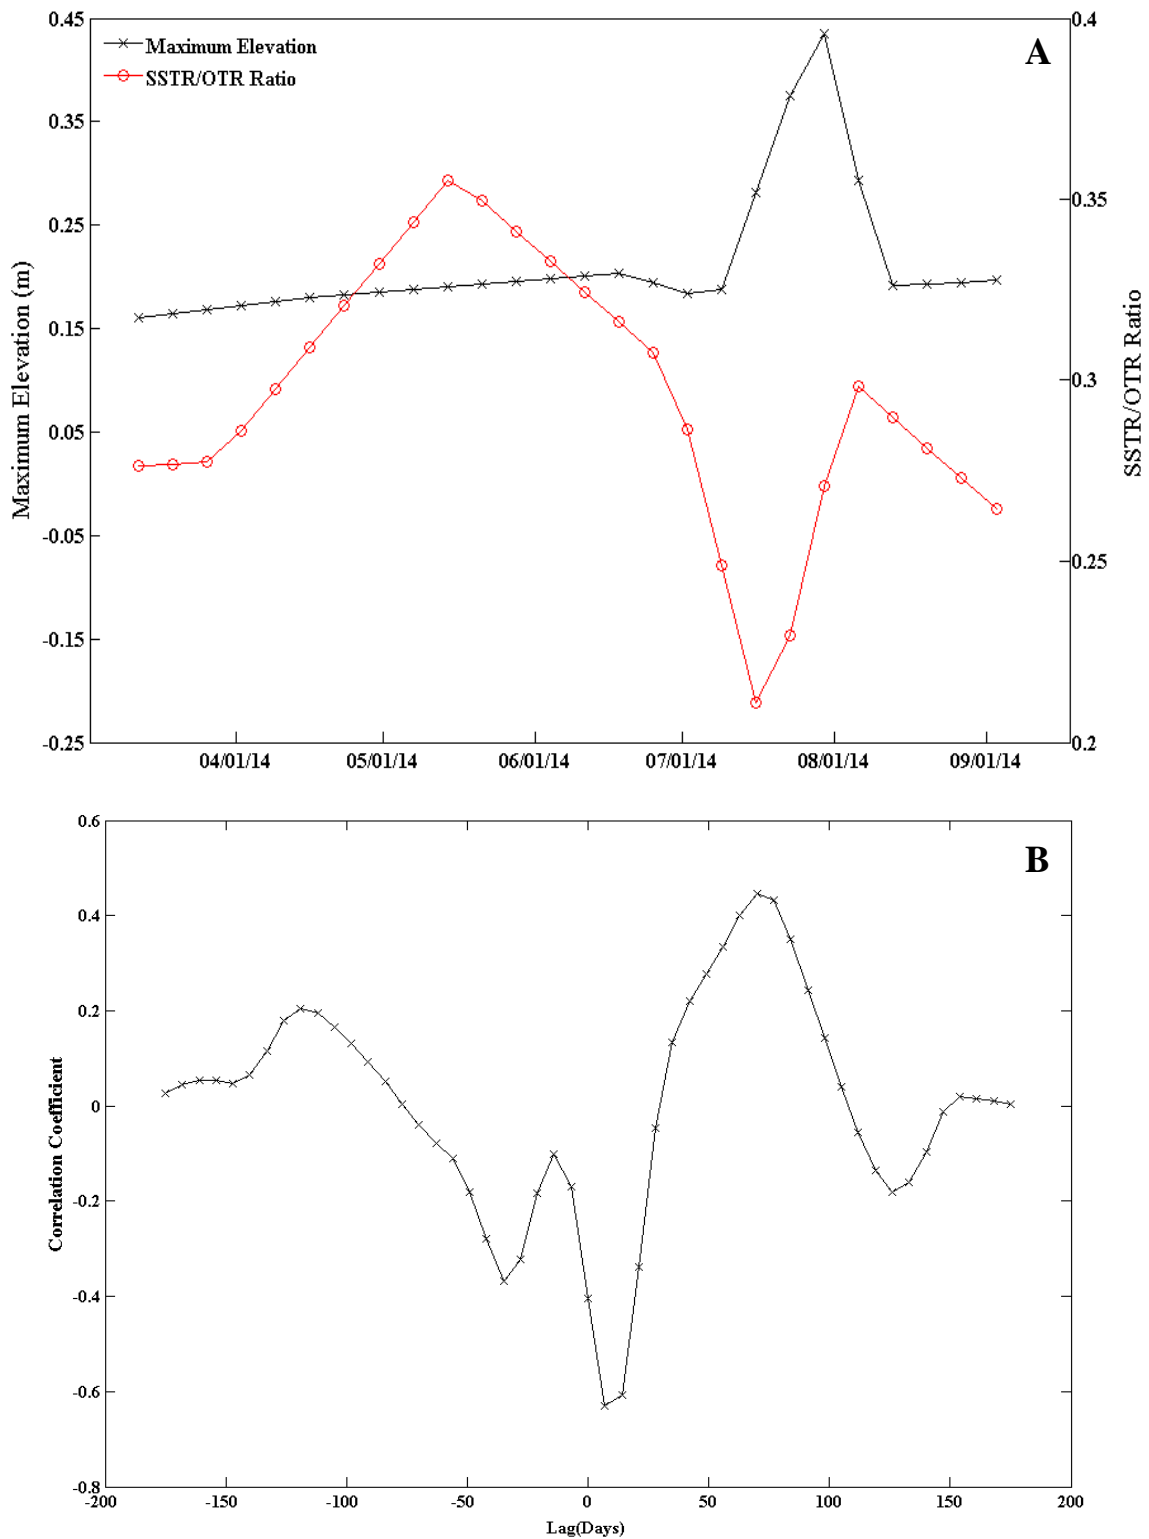 A
Maximum Elevation
SSTR/OTR Ratio
0.45
0.35
0.25
0.15
0.05
-0.05
-0.15
-0.25
Maximum Elevation (m)
0.4
0.35
0.3
0.25
0.2
SSTR/OTR Ratio
04/01/14 05/01/14 06/01/14 07/01/14 08/01/14 09/01/14
B
0.6
0.4
0.2
0
-0.2
-0.4
-0.6
-0.8
Correlation Coefficient
-200 -150 -100 -50 0 50 100 150 200
Lag(Days)